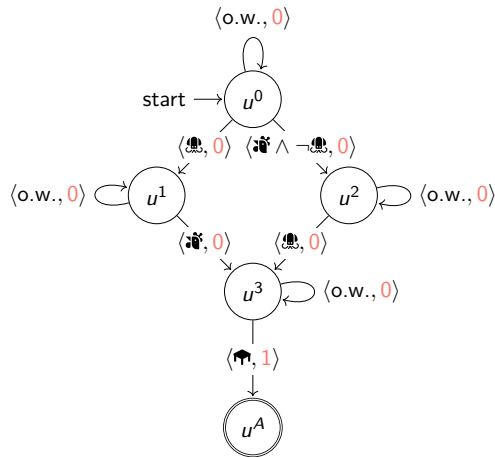 ⟨o.w., 0⟩
start u⁰
⟨🐙, 0⟩ ⟨🐰 ∧ ¬🐙, 0⟩
⟨o.w., 0⟩ u¹ u² ⟨o.w., 0⟩
⟨🐰, 0⟩ ⟨🐙, 0⟩
u³ ⟨o.w., 0⟩
⟨, 1⟩
uᴬ